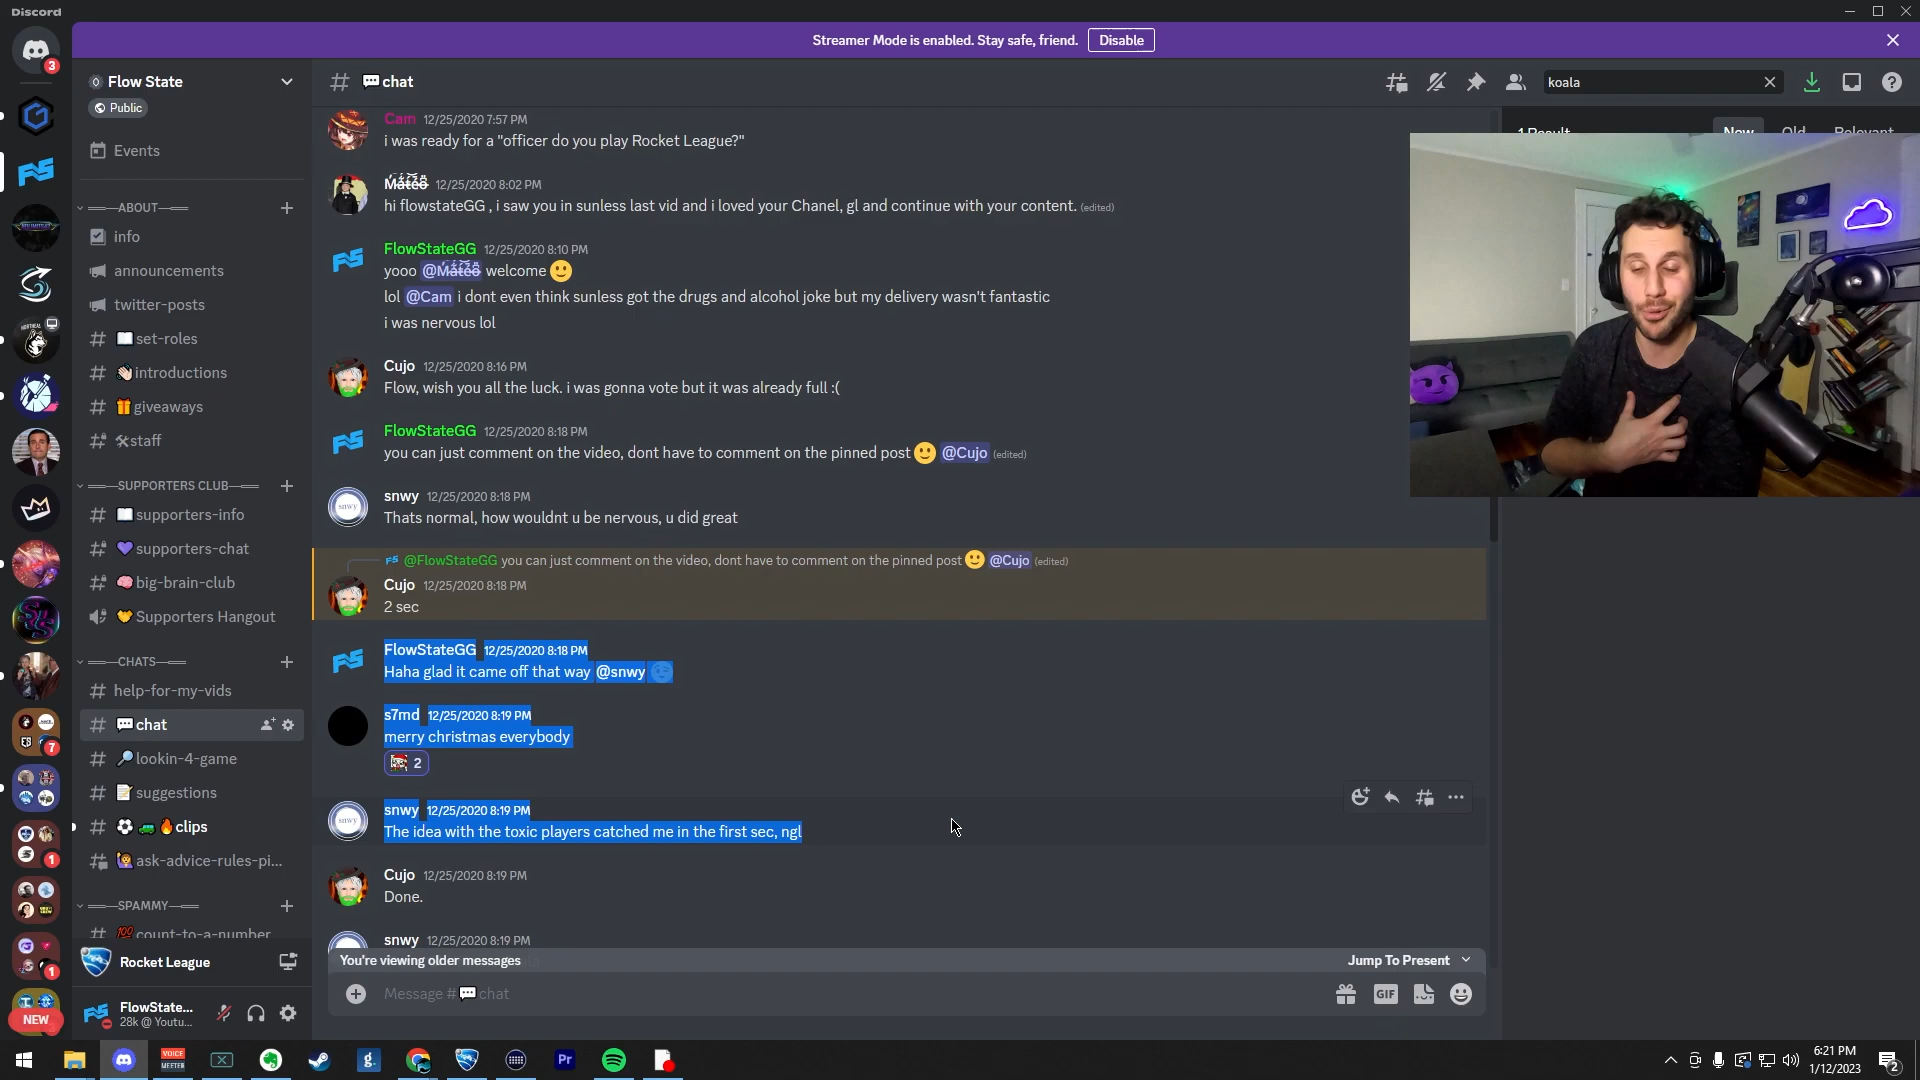 Discord
Streamer Mode is enabled. Stay safe, friend.
Disable
3
Flow State
Public
Events
ABOUT
info
announcements
twitter-posts
set-roles
introductions
giveaways
staff
SUPPORTERS CLUB
supporters-info
supporters-chat
big-brain-club
Supporters Hangout
CHATS
help-for-my-vids
chat
lookin-4-game
suggestions
clips
ask-advice-rules-pi...
SPAMMY
count-to-a-number
Rocket League
FlowState...
28k @ Youtu...
7
1
1
NEW
# chat
koala
1 Result
New
Old
Relevant
Cam 12/25/2020 7:57 PM
i was ready for a "officer do you play Rocket League?"
12/25/2020 8:02 PM
hi flowstateGG , i saw you in sunless last vid and i loved your Chanel, gl and continue with your content. (edited)
FlowStateGG 12/25/2020 8:10 PM
yooo welcome 🙂
lol @Cam i dont even think sunless got the drugs and alcohol joke but my delivery wasn't fantastic
i was nervous lol
Cujo 12/25/2020 8:16 PM
Flow, wish you all the luck. i was gonna vote but it was already full :(
FlowStateGG 12/25/2020 8:18 PM
you can just comment on the video, dont have to comment on the pinned post 🙂 @Cujo (edited)
snwy 12/25/2020 8:18 PM
Thats normal, how wouldnt u be nervous, u did great
@FlowStateGG you can just comment on the video, dont have to comment on the pinned post 🙂 @Cujo (edited)
Cujo 12/25/2020 8:18 PM
2 sec
FlowStateGG 12/25/2020 8:18 PM
Haha glad it came off that way @snwy
s7md 12/25/2020 8:19 PM
merry christmas everybody
2
snwy 12/25/2020 8:19 PM
The idea with the toxic players catched me in the first sec, ngl
Cujo 12/25/2020 8:19 PM
Done.
snwy 12/25/2020 8:19 PM
You're viewing older messages
Jump To Present
Message # chat
GIF
VOICE
MEETER
g.
Pr
6:21 PM
1/12/2023
2